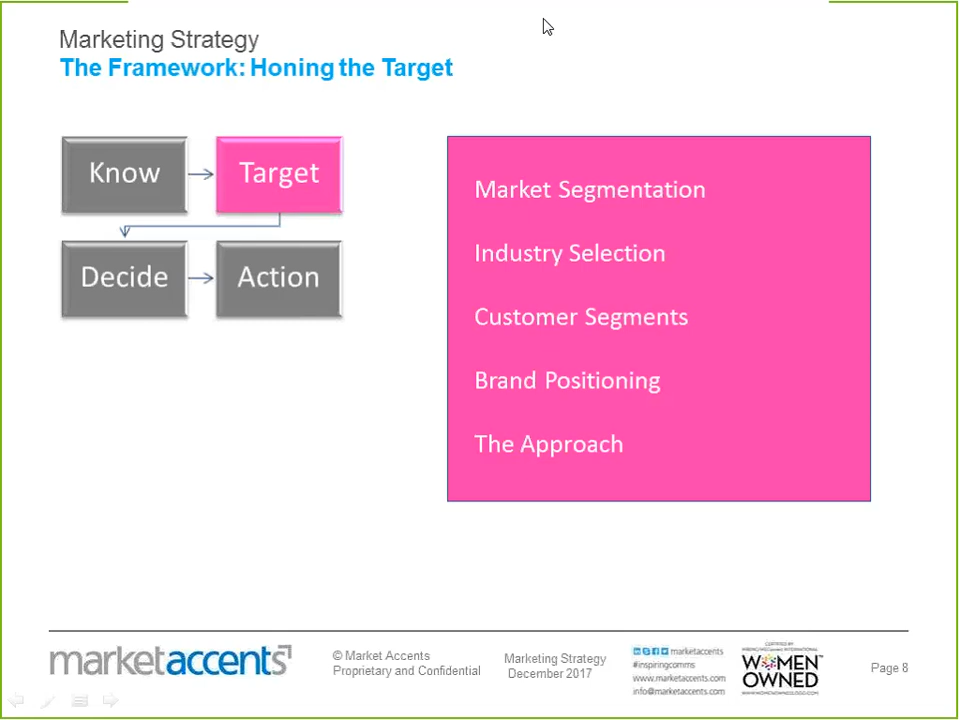 Marketing Strategy
The Framework: Honing the Target
Know
Target
Decide
Action
Market Segmentation
Industry Selection
Customer Segments
Brand Positioning
The Approach
marketaccents
© Market Accents
Proprietary and Confidential
Marketing Strategy
December 2017
marketaccents
#inspiringcomms
www.marketaccents.com
info@marketaccents.com
CERTIFIED BY
WOMEN
OWNED
Page 8